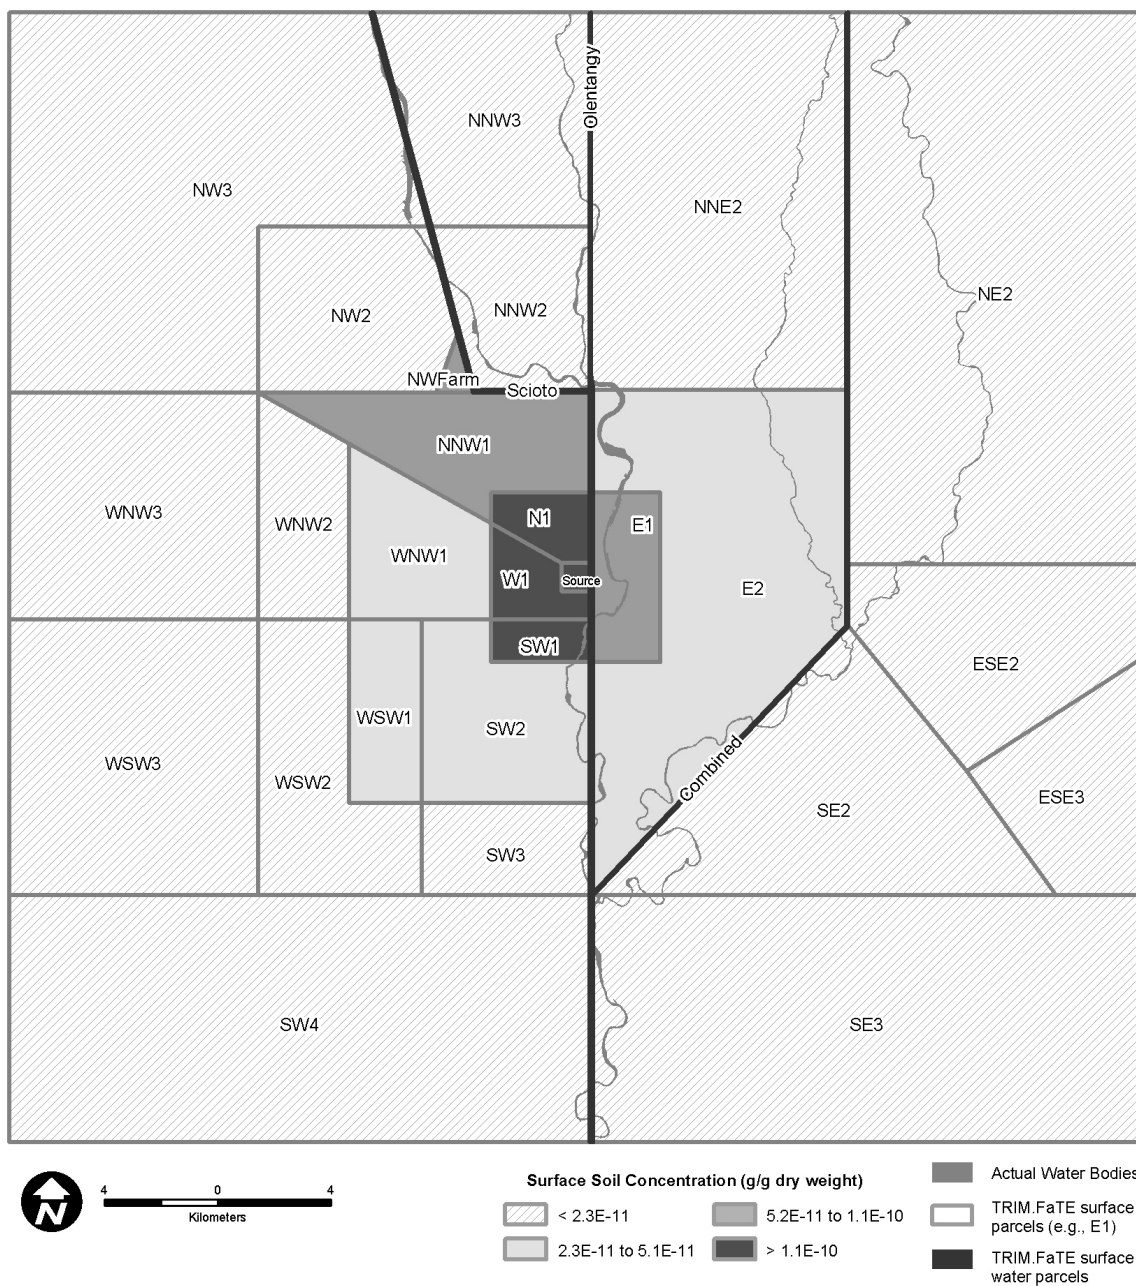 Olentangy
NNW3
NW3
NNE2
NE2
NNW2
NW2
NWFarm
Scioto
NNW1
WNW3
WNW2
N1
E1
WNW1
W1
Source
E2
SW1
ESE2
WSW1
SW2
WSW3
WSW2
Combined
ESE3
SE2
SW3
SW4
SE3
N
4 0 4
Kilometers
Surface Soil Concentration (g/g dry weight)
< 2.3E-11
5.2E-11 to 1.1E-10
2.3E-11 to 5.1E-11
> 1.1E-10
Actual Water Bodies
TRIM.FaTE surface
parcels (e.g., E1)
TRIM.FaTE surface
water parcels